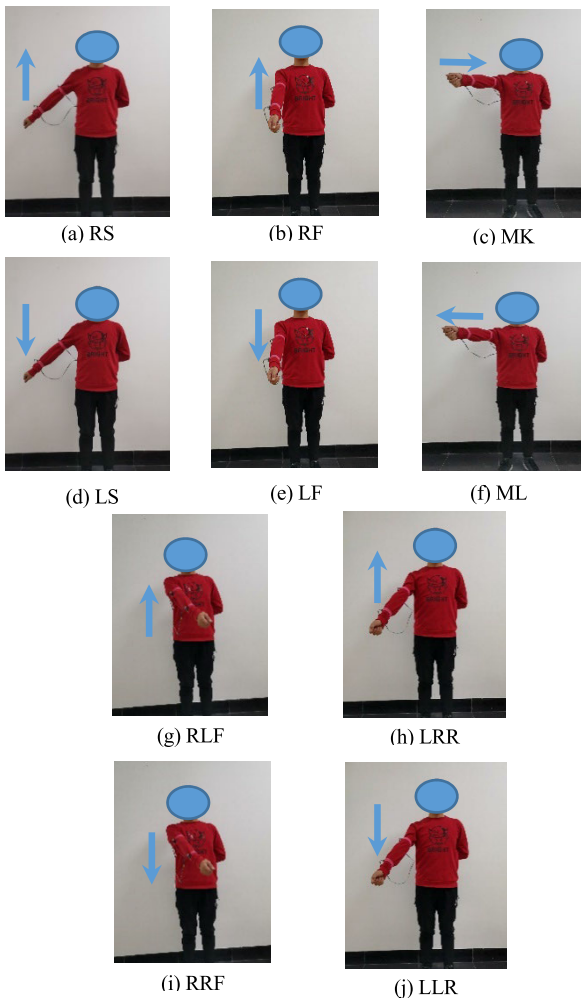 (a) RS
(b) RF
(c) MK
(d) LS
(e) LF
(f) ML
(g) RLF
(h) LRR
(i) RRF
(j) LLR